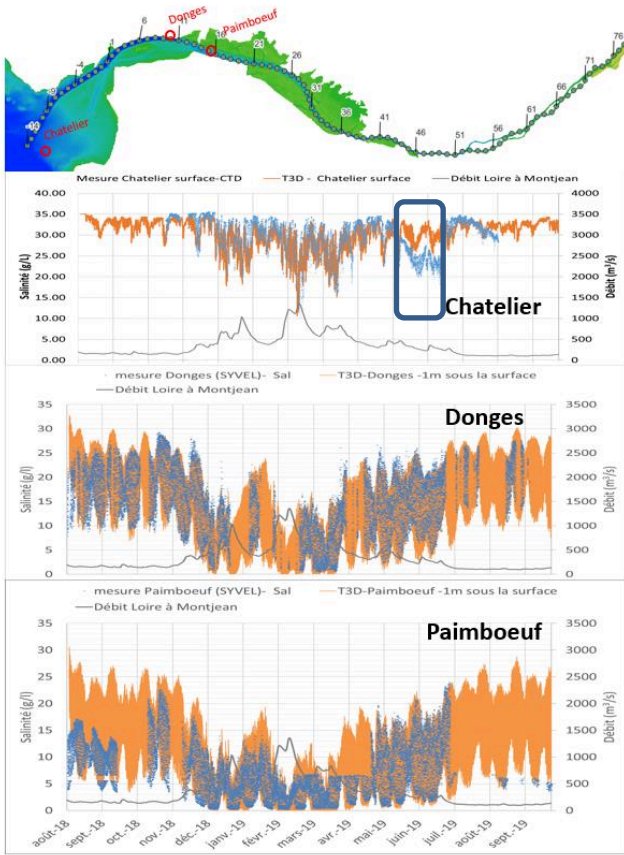 Donges
Paimboeuf
6
11
16
21
26
1
-4
-9
-14
Chatelier
31
36
41
46
51
56
61
66
71
76
Mesure Chatelier surface-CTD T3D - Chatelier surface Débit Loire à Montjean
40.00 4000
35.00 3500
30.00 3000
25.00 2500
20.00 2000
15.00 1500
10.00 1000
5.00 500
0.00 0
Salinité (g/L)
Débit (m³/s)
Chatelier
mesure Donges (SYVEL)- Sal T3D-Donges -1m sous la surface
Débit Loire à Montjean
Donges
35 3500
30 3000
25 2500
20 2000
15 1500
10 1000
5 500
0 0
Salinité (g/l)
Débit (m³/s)
mesure Paimboeuf (SYVEL)- Sal T3D-Paimboeuf -1m sous la surface
Débit Loire à Montjean
Paimboeuf
35 3500
30 3000
25 2500
20 2000
15 1500
10 1000
5 500
0 0
Salinité (g/l)
Débit (m³/s)
août-18 sept.-18 oct.-18 nov.-18 déc.-18 janv.-19 févr.-19 mars-19 avr.-19 mai-19 juin-19 juil.-19 août-19 sept.-19